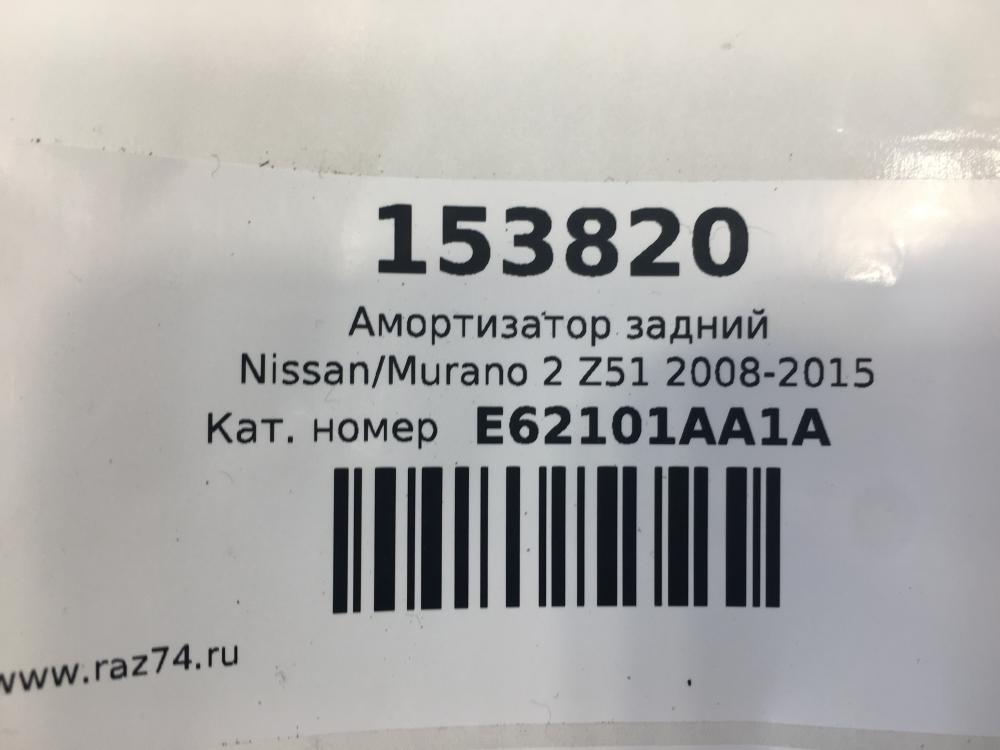 153820
Амортизатор задний
Nissan/Murano 2 Z51 2008-2015
Кат. номер E62101AA1A
www.raz74.ru